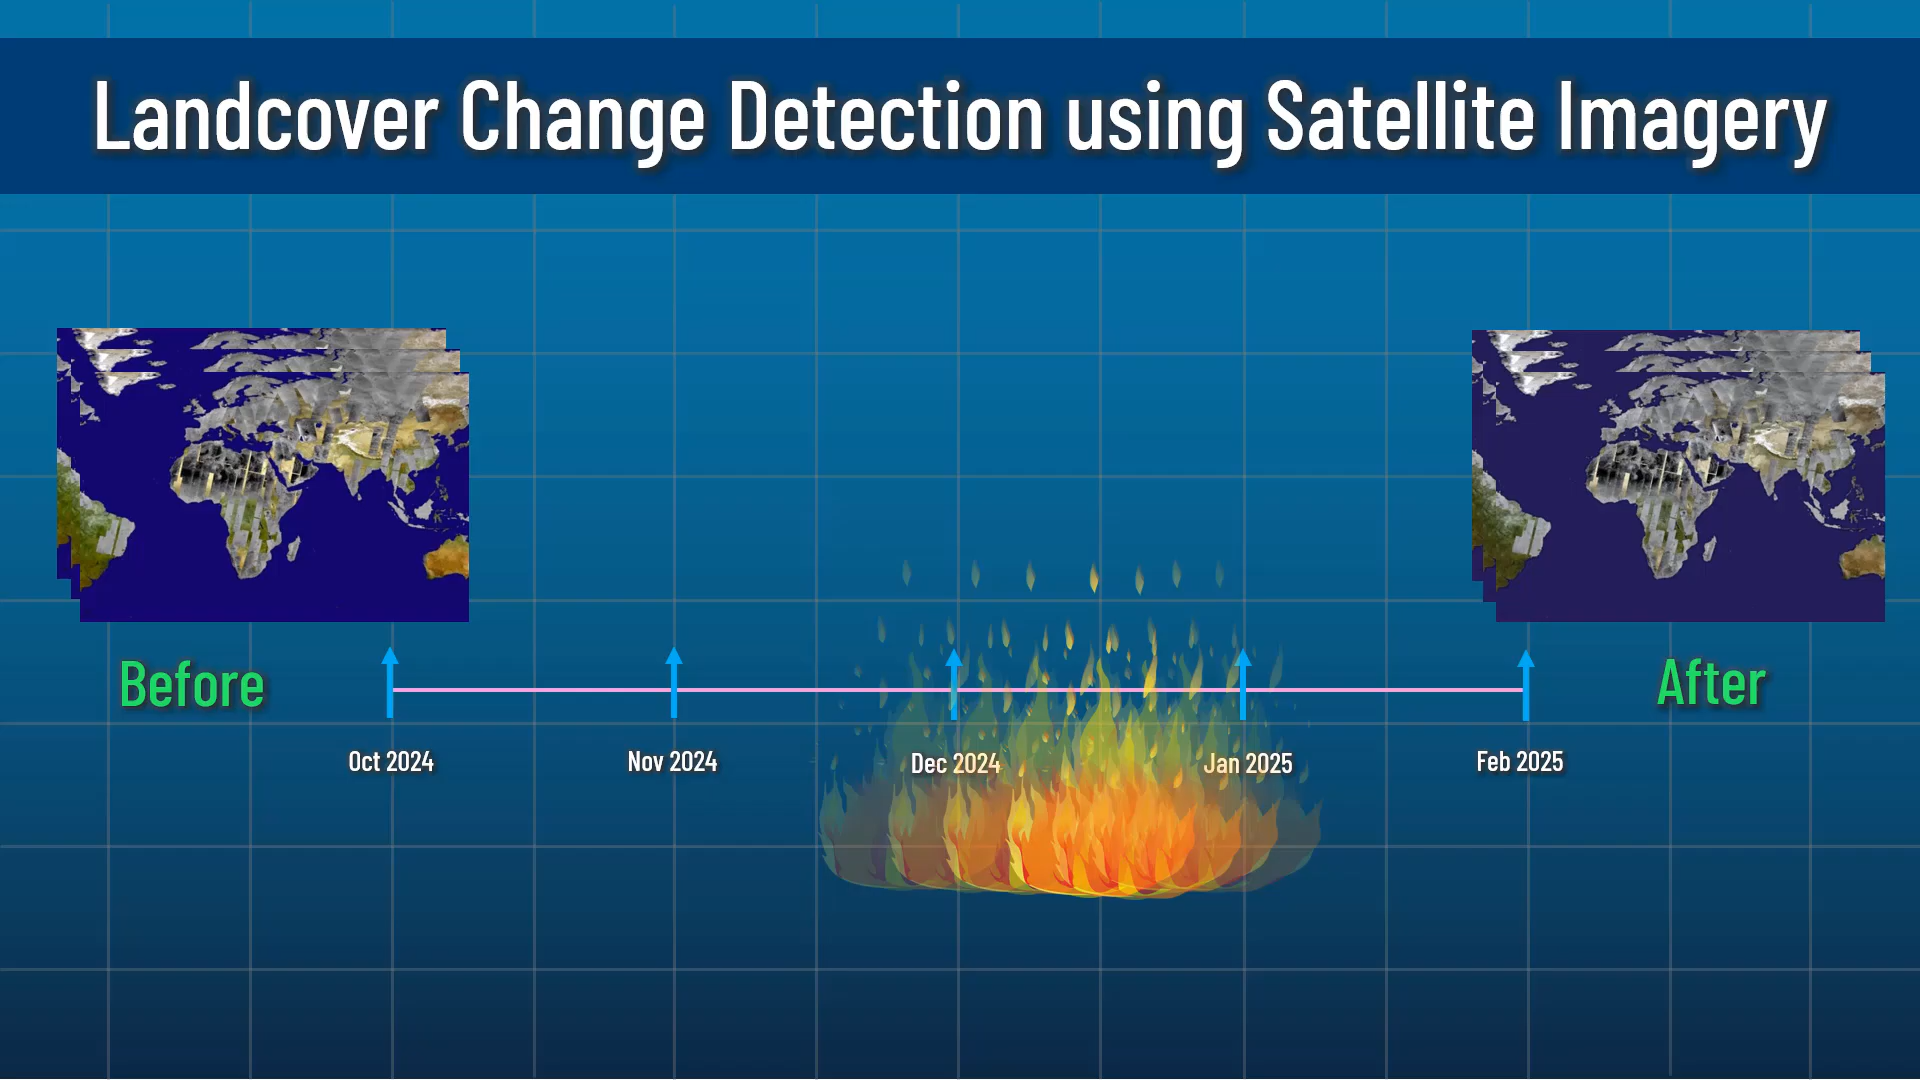 Landcover Change Detection using Satellite Imagery
Before
After
Oct 2024
Nov 2024
Dec 2024
Jan 2025
Feb 2025